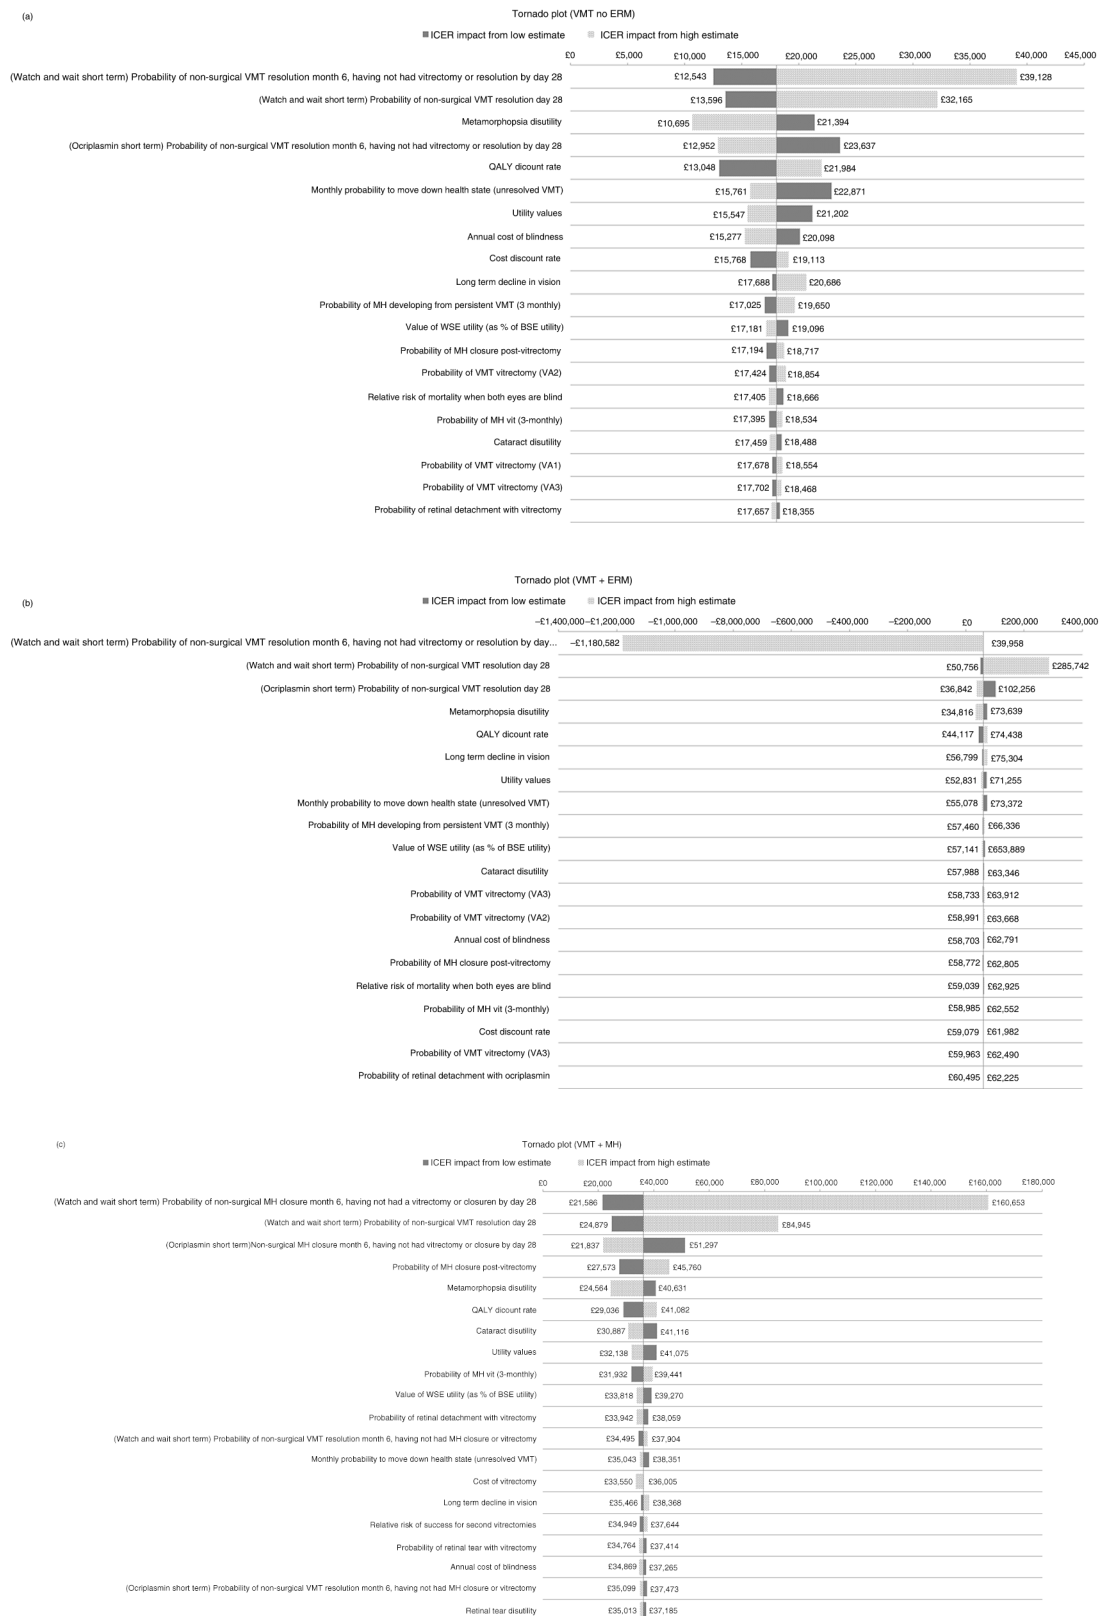 (a)
Tornado plot (VMT no ERM)
ICER impact from low estimate ICER impact from high estimate
£0 £5,000 £10,000 £15,000 £20,000 £25,000 £30,000 £35,000 £40,000 £45,000
(Watch and wait short term) Probability of non-surgical VMT resolution month 6, having not had vitrectomy or resolution by day 28 £12,543 £39,128
(Watch and wait short term) Probability of non-surgical VMT resolution day 28 £13,596 £32,165
Metamorphopsia disutility £10,695 £21,394
(Ocriplasmin short term) Probability of non-surgical VMT resolution month 6, having not had vitrectomy or resolution by day 28 £12,952 £23,637
QALY dicount rate £13,048 £21,984
Monthly probability to move down health state (unresolved VMT) £15,761 £22,871
Utility values £15,547 £21,202
Annual cost of blindness £15,277 £20,098
Cost discount rate £15,768 £19,113
Long term decline in vision £17,688 £20,686
Probability of MH developing from persistent VMT (3 monthly) £17,025 £19,650
Value of WSE utility (as % of BSE utility) £17,181 £19,096
Probability of MH closure post-vitrectomy £17,194 £18,717
Probability of VMT vitrectomy (VA2) £17,424 £18,854
Relative risk of mortality when both eyes are blind £17,405 £18,666
Probability of MH vit (3-monthly) £17,395 £18,534
Cataract disutility £17,459 £18,488
Probability of VMT vitrectomy (VA1) £17,678 £18,554
Probability of VMT vitrectomy (VA3) £17,702 £18,468
Probability of retinal detachment with vitrectomy £17,657 £18,355
(b)
Tornado plot (VMT + ERM)
ICER impact from low estimate ICER impact from high estimate
−£1,400,000 −£1,200,000 −£1,000,000 −£800,000 −£600,000 −£400,000 −£200,000 £0 £200,000 £400,000
(Watch and wait short term) Probability of non-surgical VMT resolution month 6, having not had vitrectomy or resolution by day... −£1,180,582 £39,958
(Watch and wait short term) Probability of non-surgical VMT resolution day 28 £50,756 £285,742
(Ocriplasmin short term) Probability of non-surgical VMT resolution day 28 £36,842 £102,256
Metamorphopsia disutility £34,816 £73,639
QALY dicount rate £44,117 £74,438
Long term decline in vision £56,799 £75,304
Utility values £52,831 £71,255
Monthly probability to move down health state (unresolved VMT) £55,078 £73,372
Probability of MH developing from persistent VMT (3 monthly) £57,460 £66,336
Value of WSE utility (as % of BSE utility) £57,141 £653,889
Cataract disutility £57,988 £63,346
Probability of VMT vitrectomy (VA3) £58,733 £63,912
Probability of VMT vitrectomy (VA2) £58,991 £63,668
Annual cost of blindness £58,703 £62,791
Probability of MH closure post-vitrectomy £58,772 £62,805
Relative risk of mortality when both eyes are blind £59,039 £62,925
Probability of MH vit (3-monthly) £58,985 £62,552
Cost discount rate £59,079 £61,982
Probability of VMT vitrectomy (VA3) £59,963 £62,490
Probability of retinal detachment with ocriplasmin £60,495 £62,225
(c)
Tornado plot (VMT + MH)
ICER impact from low estimate ICER impact from high estimate
£0 £20,000 £40,000 £60,000 £80,000 £100,000 £120,000 £140,000 £160,000 £180,000
(Watch and wait short term) Probability of non-surgical MH closure month 6, having not had a vitrectomy or closuren by day 28 £21,586 £160,653
(Watch and wait short term) Probability of non-surgical VMT resolution day 28 £24,879 £84,945
(Ocriplasmin short term)Non-surgical MH closure month 6, having not had vitrectomy or closure by day 28 £21,837 £51,297
Probability of MH closure post-vitrectomy £27,573 £45,760
Metamorphopsia disutility £24,564 £40,631
QALY dicount rate £29,036 £41,082
Cataract disutility £30,887 £41,116
Utility values £32,138 £41,075
Probability of MH vit (3-monthly) £31,932 £39,441
Value of WSE utility (as % of BSE utility) £33,818 £39,270
Probability of retinal detachment with vitrectomy £33,942 £38,059
(Watch and wait short term) Probability of non-surgical VMT resolution month 6, having not had MH closure or vitrectomy £34,495 £37,904
Monthly probability to move down health state (unresolved VMT) £35,043 £38,351
Cost of vitrectomy £33,550 £36,005
Long term decline in vision £35,466 £38,368
Relative risk of success for second vitrectomies £34,949 £37,644
Probability of retinal tear with vitrectomy £34,764 £37,414
Annual cost of blindness £34,869 £37,265
(Ocriplasmin short term) Probability of non-surgical VMT resolution month 6, having not had MH closure or vitrectomy £35,099 £37,473
Retinal tear disutility £35,013 £37,185